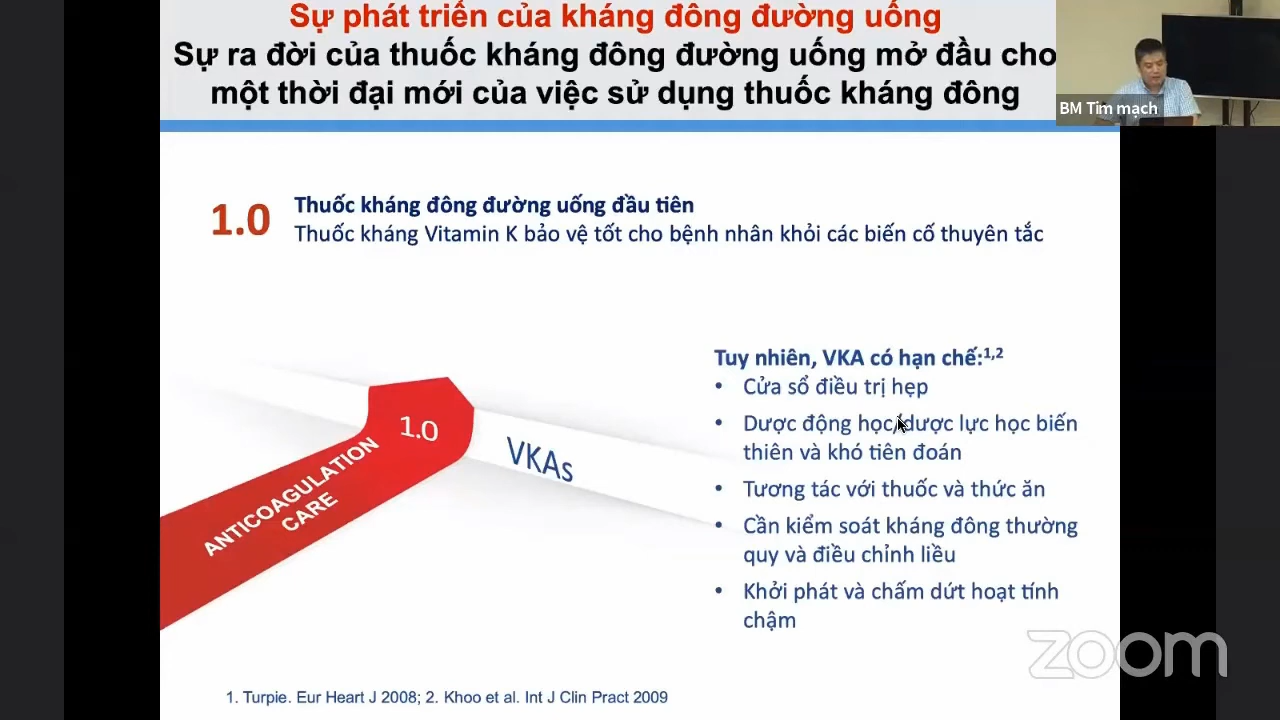 Sự phát triển của kháng đông đường uống
Sự ra đời của thuốc kháng đông đường uống mở đầu cho
một thời đại mới của việc sử dụng thuốc kháng đông
BM Tim mạch
1.0
Thuốc kháng đông đường uống đầu tiên
Thuốc kháng Vitamin K bảo vệ tốt cho bệnh nhân khỏi các biến cố thuyên tắc
1.0
ANTICOAGULATION
CARE
VKAs
Tuy nhiên, VKA có hạn chế:1,2
• Cửa sổ điều trị hẹp
• Dược động học/dược lực học biến
thiên và khó tiên đoán
• Tương tác với thuốc và thức ăn
• Cần kiểm soát kháng đông thường
quy và điều chỉnh liều
• Khởi phát và chấm dứt hoạt tính
chậm
zoom
1. Turpie. Eur Heart J 2008; 2. Khoo et al. Int J Clin Pract 2009